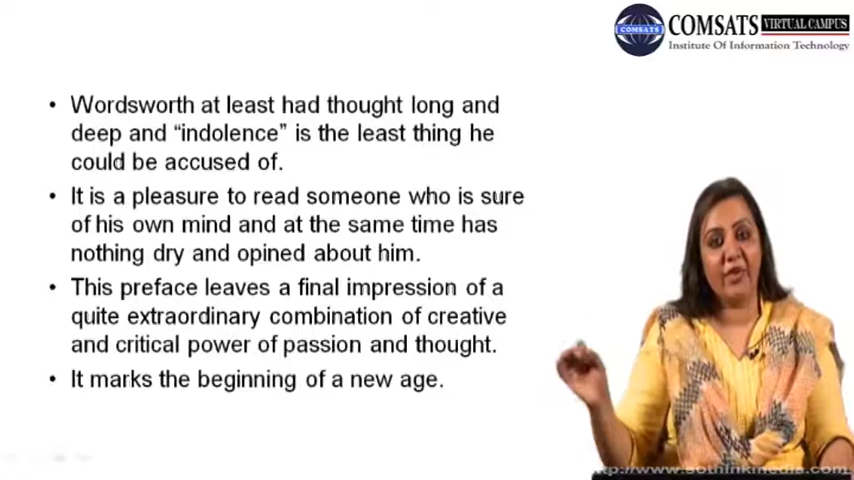 COMSATS VIRTUAL CAMPUS
COMSATS
Institute Of Information Technology
• Wordsworth at least had thought long and
deep and “indolence” is the least thing he
could be accused of.
• It is a pleasure to read someone who is sure
of his own mind and at the same time has
nothing dry and opined about him.
• This preface leaves a final impression of a
quite extraordinary combination of creative
and critical power of passion and thought.
• It marks the beginning of a new age.
http://www.sothinkmedia.com/